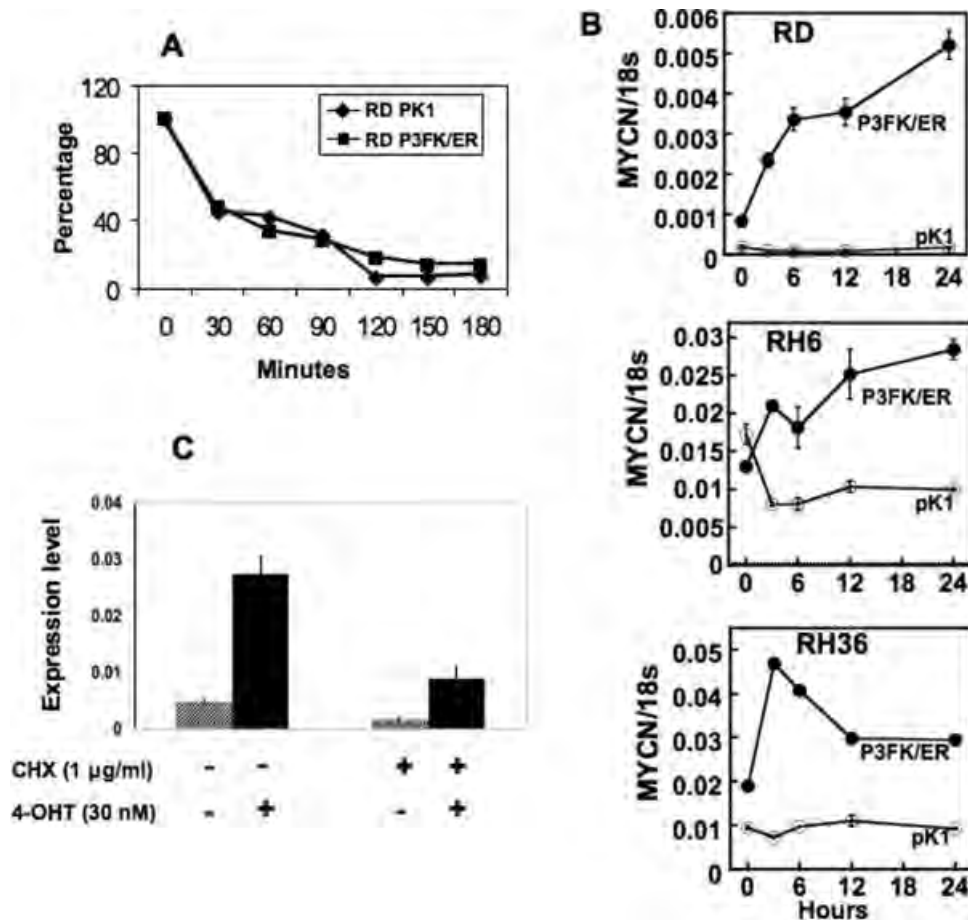 A
120
80
40
0
Percentage
RD PK1
RD P3FK/ER
0 30 60 90 120 150 180
Minutes
B
RD
0.006
0.005
0.004
0.003
0.002
0.001
0
MYCN/18s
P3FK/ER
pK1
0 6 12 24
RH6
0.03
0.025
0.02
0.015
0.01
0.005
0
MYCN/18s
P3FK/ER
pK1
0 6 12 24
RH36
0.05
0.04
0.03
0.02
0.01
0
MYCN/18s
P3FK/ER
pK1
0 6 12 24
Hours
C
0.04
0.03
0.02
0.01
0
Expression level
CHX (1 µg/ml) - - + +
4-OHT (30 nM) - + - +